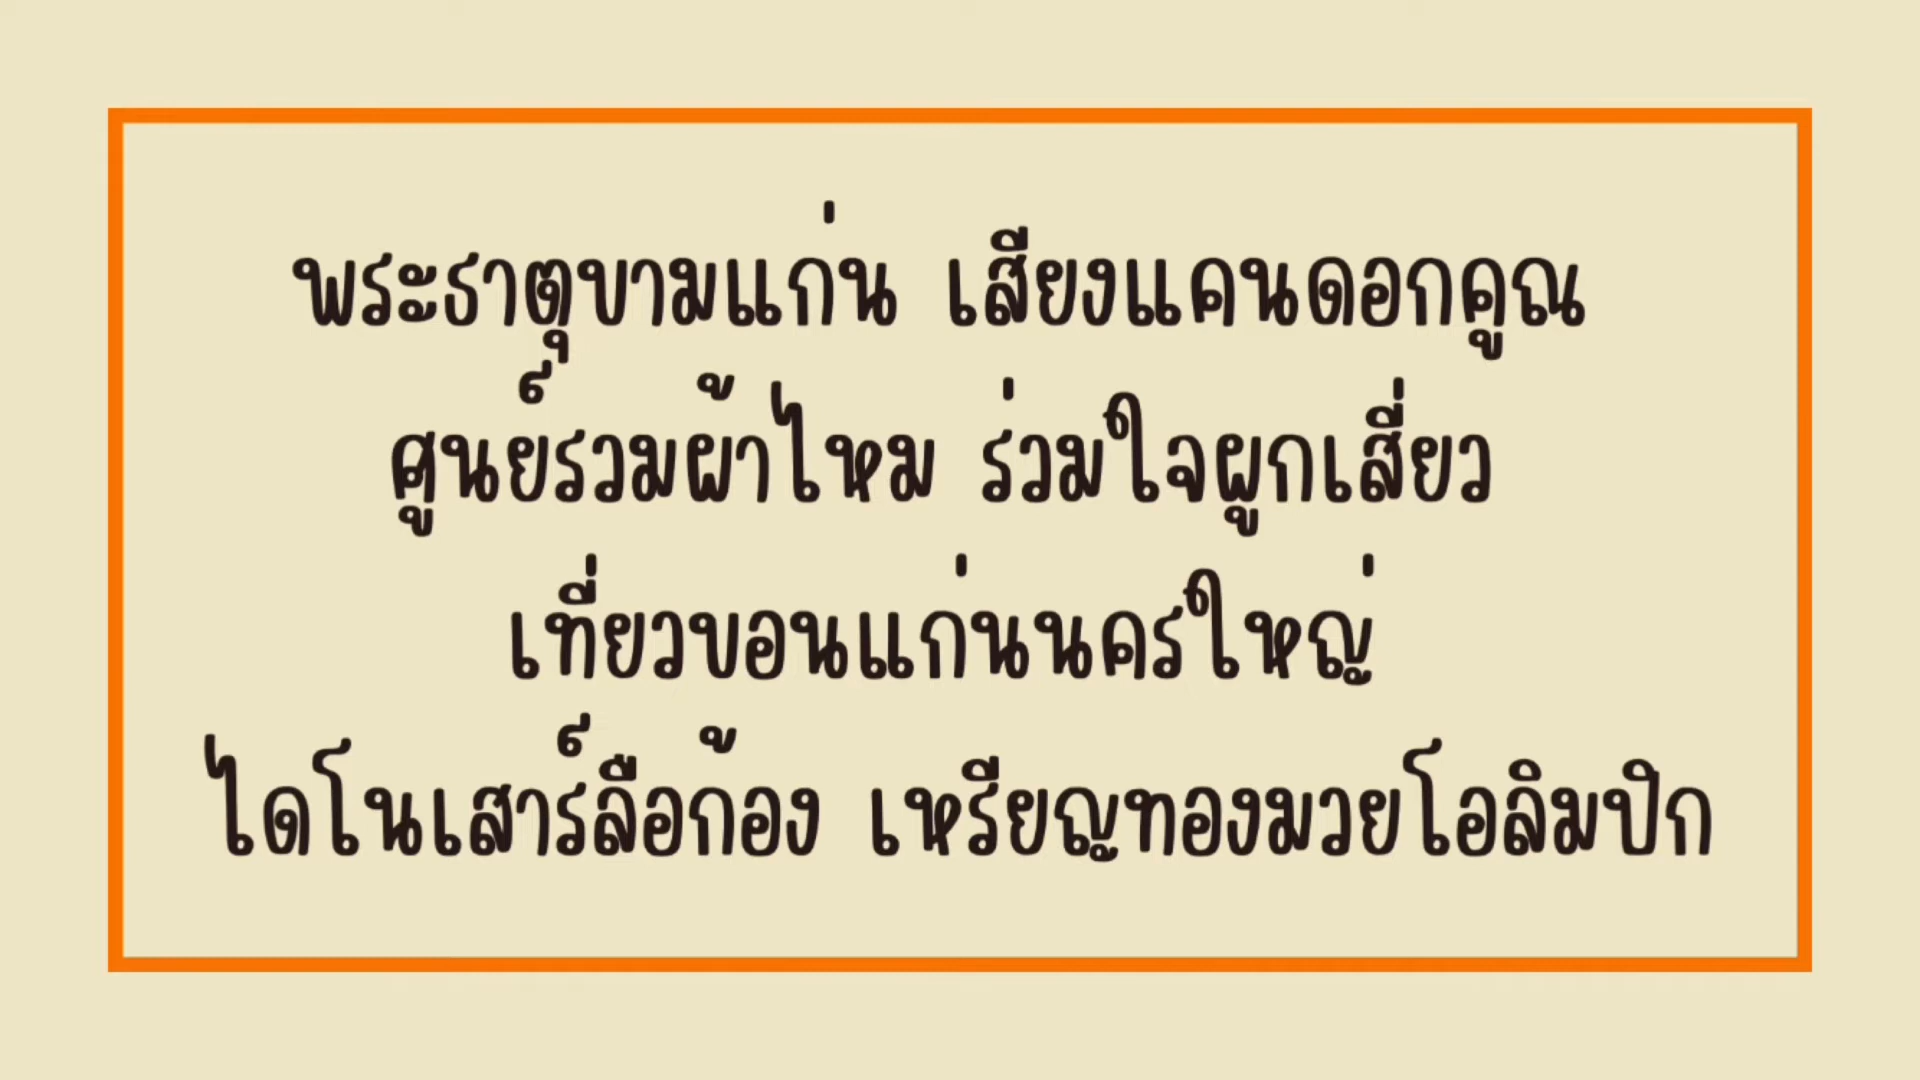 พระธาตุขามแก่น เสียงแคนดอกคูณ
ศูนย์รวมผ้าไหม ร่วมใจผูกเสี่ยว
เที่ยวขอนแก่นนครใหญ่
ไดโนเสาร์ลือก้อง เหรียญทองมวยโอลิมปิก